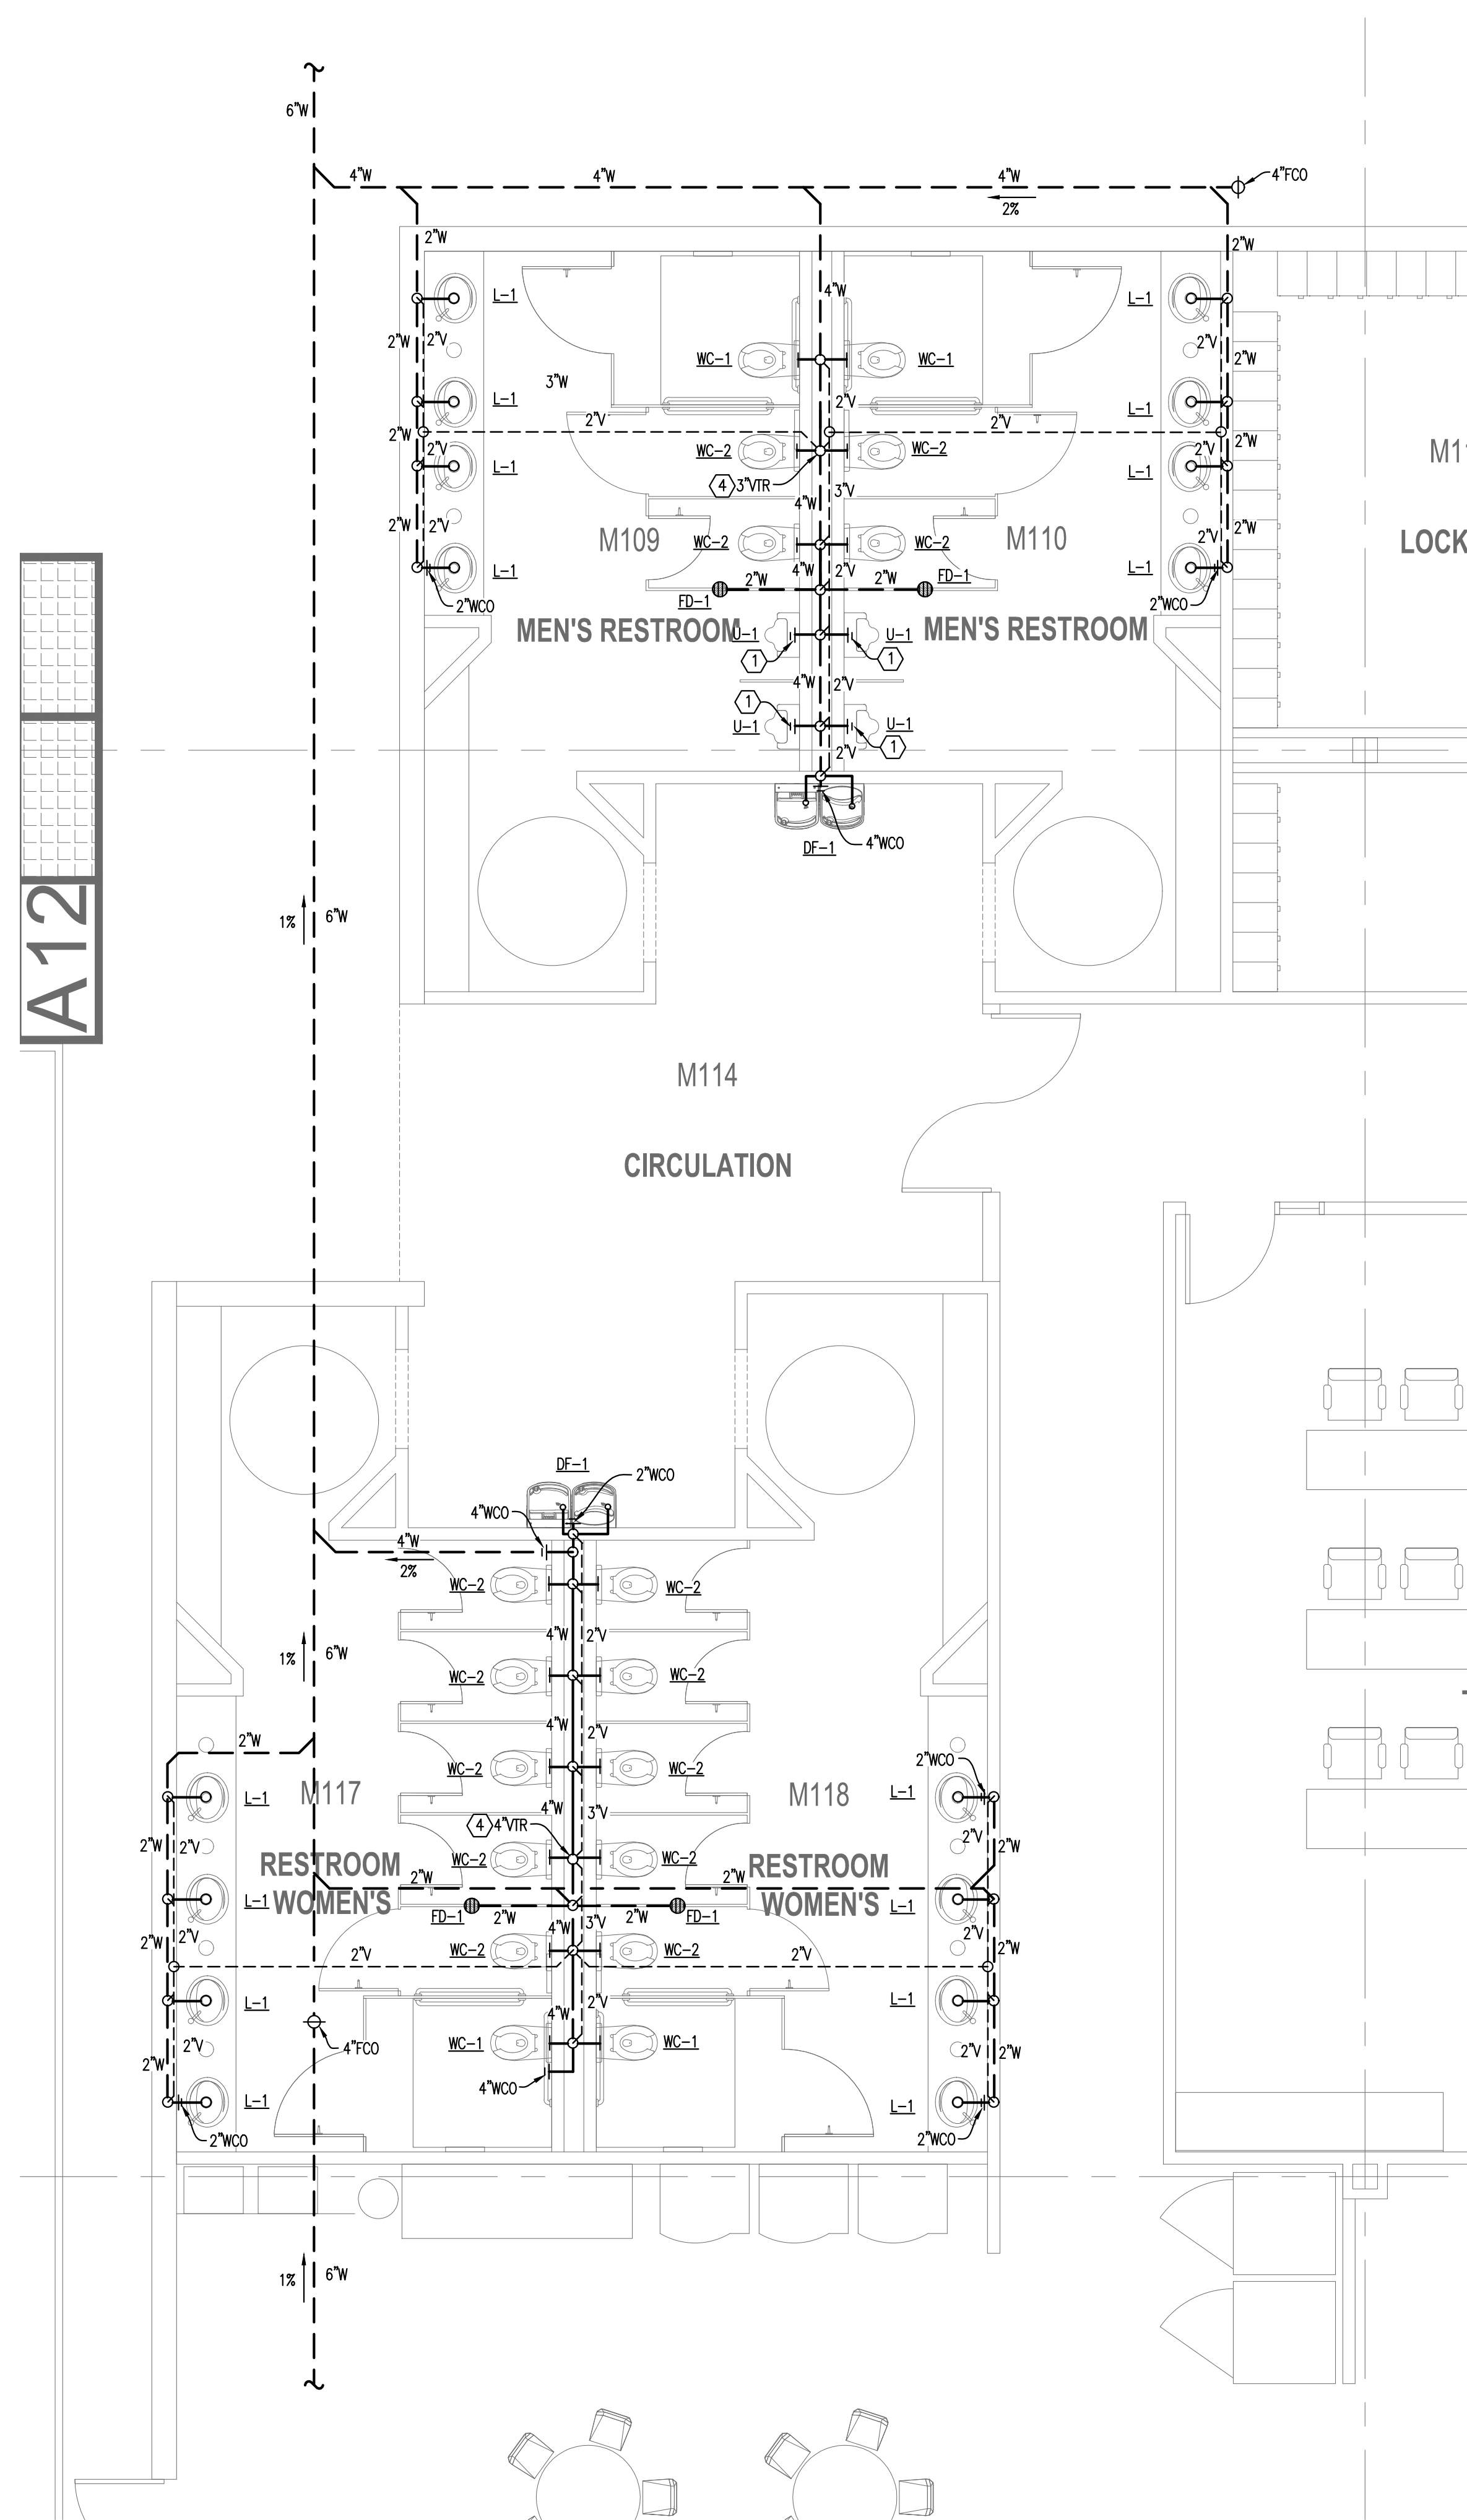 6"W
4"W
4"W
4"W
4"FCO
2%
2"W
2"W
4"W
L-1
L-1
2"W
2"V
WC-1
WC-1
2"V
2"W
3"W
L-1
2"V
L-1
2"V
2"V
2"W
2"V
WC-2
WC-2
2"V
2"W
L-1
L-1
4
3"VTR
3"V
4"W
2"W
2"V
M109
WC-2
WC-2
M110
2"V
2"W
L-1
4"W
2"V
2"W
2"W
FD-1
L-1
2"WCO
FD-1
2"WCO
MEN'S RESTROOM
U-1
U-1
MEN'S RESTROOM
1
1
4"W
2"V
1
U-1
U-1
1
2"V
4"WCO
DF-1
M11
LOCK
A12
1%
6"W
M114
CIRCULATION
DF-1
2"WCO
4"WCO
4"W
2%
WC-2
WC-2
4"W
2"V
1%
6"W
WC-2
WC-2
4"W
2"V
2"W
2"WCO
WC-2
WC-2
M117
M118
L-1
L-1
4"W
3"V
4
4"VTR
2"W
2"V
2"V
2"W
WC-2
WC-2
RESTROOM
WOMEN'S
RESTROOM
WOMEN'S
2"W
2"W
L-1
L-1
FD-1
2"W
4"W
3"V
2"W
FD-1
2"W
2"V
WC-2
WC-2
2"V
2"V
2"V
2"W
L-1
4"W
2"V
L-1
4"FCO
WC-1
WC-1
2"W
2"V
2"V
2"W
4"WCO
L-1
L-1
2"WCO
2"WCO
1%
6"W